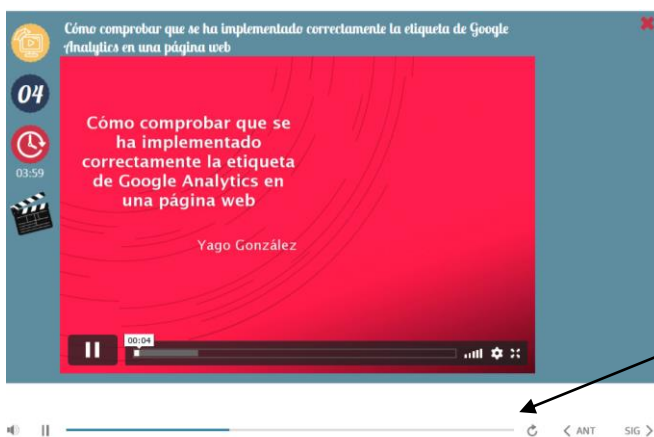 Cómo comprobar que se ha implementado correctamente la etiqueta de Google
Analytics en una página web
04
03:59
Cómo comprobar que se
ha implementado
correctamente la etiqueta
de Google Analytics en
una página web
Yago González
00:04
ANT
SIG